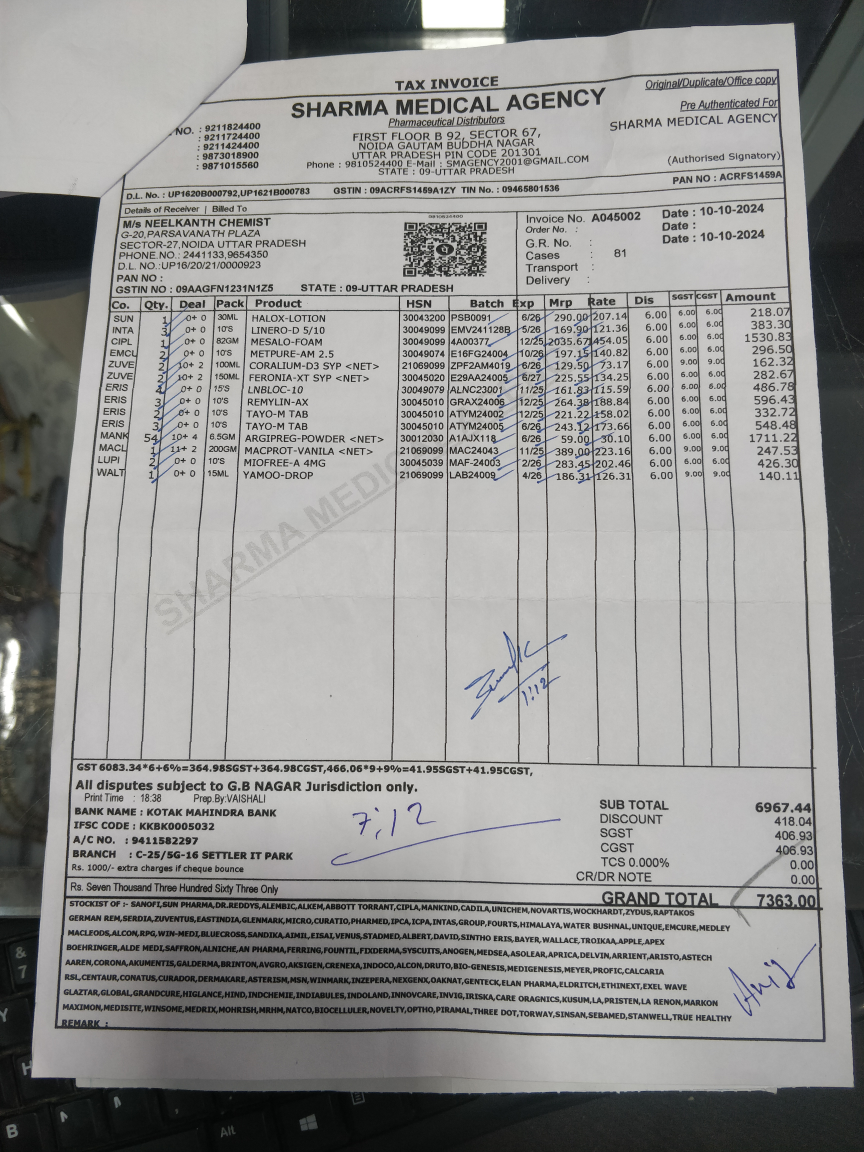 TAX INVOICE
Original/Duplicate/Office copy
SHARMA MEDICAL AGENCY
Pharmaceutical Distributors
Pre Authenticated For
SHARMA MEDICAL AGENCY
(Authorised Signatory)
PAN NO : ACRFS1459A
NO. : 9211824400
: 9211724400
: 9211424400
: 9873018900
: 9871015560
FIRST FLOOR B 92, SECTOR 67,
NOIDA GAUTAM BUDDHA NAGAR
UTTAR PRADESH PIN CODE 201301
Phone : 9810524400 E-Mail : SMAGENCY2001@GMAIL.COM
STATE : 09-UTTAR PRADESH
D.L. No. : UP1620B000792,UP1621B000783 GSTIN : 09ACRFS1459A1ZY TIN No. : 09465801536
Details of Receiver | Billed To
M/s NEELKANTH CHEMIST
G-20,PARSAVANATH PLAZA
SECTOR-27,NOIDA UTTAR PRADESH
PHONE.NO.: 2441133,9654350
D.L. NO.:UP16/20/21/0000923
PAN NO :
GSTIN NO : 09AAGFN1231N1Z5 STATE : 09-UTTAR PRADESH
Invoice No. A045002 Date : 10-10-2024
Order No. : Date :
G.R. No. : Date : 10-10-2024
Cases : 81
Transport :
Delivery :
Co. Qty. Deal Pack Product HSN Batch Exp Mrp Rate Dis SGST CGST Amount
SUN 1 0+ 0 30ML HALOX-LOTION 30043200 PSB0091 6/26 290.00 207.14 6.00 6.00 6.00 218.07
INTA 3 0+ 0 10'S LINERO-D 5/10 30049099 EMV241128B 5/26 169.90 121.36 6.00 6.00 6.00 383.30
CIPL 1 0+ 0 82GM MESALO-FOAM 30049099 4A00377 12/25 2035.67 1454.05 6.00 6.00 6.00 1530.83
EMCU 2 0+ 0 10'S METPURE-AM 2.5 30049074 E16FG24004 10/26 197.15 140.82 6.00 6.00 6.00 296.50
ZUVE 2 10+ 2 100ML CORALIUM-D3 SYP <NET> 21069099 ZPF2AM4019 6/26 129.50 73.17 6.00 9.00 9.00 162.32
ZUVE 2 10+ 2 150ML FERONIA-XT SYP <NET> 30045020 E29AA24005 6/27 225.55 134.25 6.00 6.00 6.00 282.67
ERIS 4 0+ 0 15'S LNBLOC-10 30049079 ALNC23001 11/25 161.83 115.59 6.00 6.00 6.00 486.78
ERIS 3 0+ 0 10'S REMYLIN-AX 30045010 GRAX24006 12/25 264.38 188.84 6.00 6.00 6.00 596.43
ERIS 2 0+ 0 10'S TAYO-M TAB 30045010 ATYM24002 12/25 221.22 158.02 6.00 6.00 6.00 332.72
ERIS 3 0+ 0 10'S TAYO-M TAB 30045010 ATYM24005 6/26 243.12 173.66 6.00 6.00 6.00 548.48
MANK 54 10+ 4 6.5GM ARGIPREG-POWDER <NET> 30012030 A1AJX118 6/26 59.00 30.10 6.00 6.00 6.00 1711.22
MACL 1 11+ 2 200GM MACPROT-VANILA <NET> 21069099 MAC24043 11/25 389.00 223.16 6.00 9.00 9.00 247.53
LUPI 2 0+ 0 10'S MIOFREE-A 4MG 30045039 MAF-24003 2/26 283.45 202.46 6.00 6.00 6.00 426.30
WALT 1 0+ 0 15ML YAMOO-DROP 21069099 LAB24009 4/26 186.31 126.31 6.00 9.00 9.00 140.11
SHARMA MEDIC
1:12
GST 6083.34*6+6%=364.98SGST+364.98CGST,466.06*9+9%=41.95SGST+41.95CGST,
All disputes subject to G.B NAGAR Jurisdiction only.
Print Time : 18:38 Prep.By:VAISHALI
BANK NAME : KOTAK MAHINDRA BANK
IFSC CODE : KKBK0005032
A/C NO. : 9411582297
BRANCH : C-25/5G-16 SETTLER IT PARK
Rs. 1000/- extra charges if cheque bounce
7:12
SUB TOTAL 6967.44
DISCOUNT 418.04
SGST 406.93
CGST 406.93
TCS 0.000% 0.00
CR/DR NOTE 0.00
Rs. Seven Thousand Three Hundred Sixty Three Only
GRAND TOTAL 7363.00
STOCKIST OF :- SANOFI,SUN PHARMA,DR.REDDYS,ALEMBIC,ALKEM,ABBOTT TORRANT,CIPLA,MANKIND,CADILA,UNICHEM,NOVARTIS,WOCKHARDT,ZYDUS,RAPTAKOS
GERMAN REM,SERDIA,ZUVENTUS,EASTINDIA,GLENMARK,MICRO,CURATIO,PHARMED,IPCA,ICPA,INTAS,GROUP,FOURTS,HIMALAYA,WATER BUSHNAL,UNIQUE,EMCURE,MEDLEY
MACLEODS,ALCON,RPG,WIN-MEDI,BLUECROSS,SANDIKA,AIMIL,EISAI,VENUS,STADMED,ALBERT,DAVID,SINTHO ERIS,BAYER,WALLACE,TROIKAA,APPLE,APEX
BOEHRINGER,ALDE MEDI,SAFFRON,ALNICHE,AN PHARMA,FERRING,FOUNTIL,FIXDERMA,SYSCUITS,ANOGEN,MEDSEA,ASOLEAR,APRICA,DELVIN,ARRIENT,ARISTO,ASTECH
AAREN,CORONA,AKUMENTIS,GALDERMA,BRINTON,AVGRO,AKSIGEN,CRENEXA,INDOCO,ALCON,DRUTO,BIO-GENESIS,MEDIGENESIS,MEYER,PROFIC,CALCARIA
RSL,CENTAUR,CONATUS,CURADOR,DERMAKARE,ASTERISM,MSN,WINMARK,INZEPERA,NEXGENX,OAKNAT,GENTECK,ELAN PHARMA,ELDRITCH,ETHINEXT,EXEL WAVE
GLAZTAR,GLOBAL,GRANDCURE,HIGLANCE,HIND,INDCHEMIE,INDIABULES,INDOLAND,INNOVCARE,INVIG,IRISKA,CARE ORAGNICS,KUSUM,LA PRISTEN,LA RENON,MARKON
MAXIMON,MEDISITE,WINSOME,MEDRIX,MOHRISH,MRHM,NATCO,BIOCELLULER,NOVELTY,OPTHO,PIRAMAL,THREE DOT,TORWAY,SINSAN,SEBAMED,STANWELL,TRUE HEALTHY
REMARK :
Alt